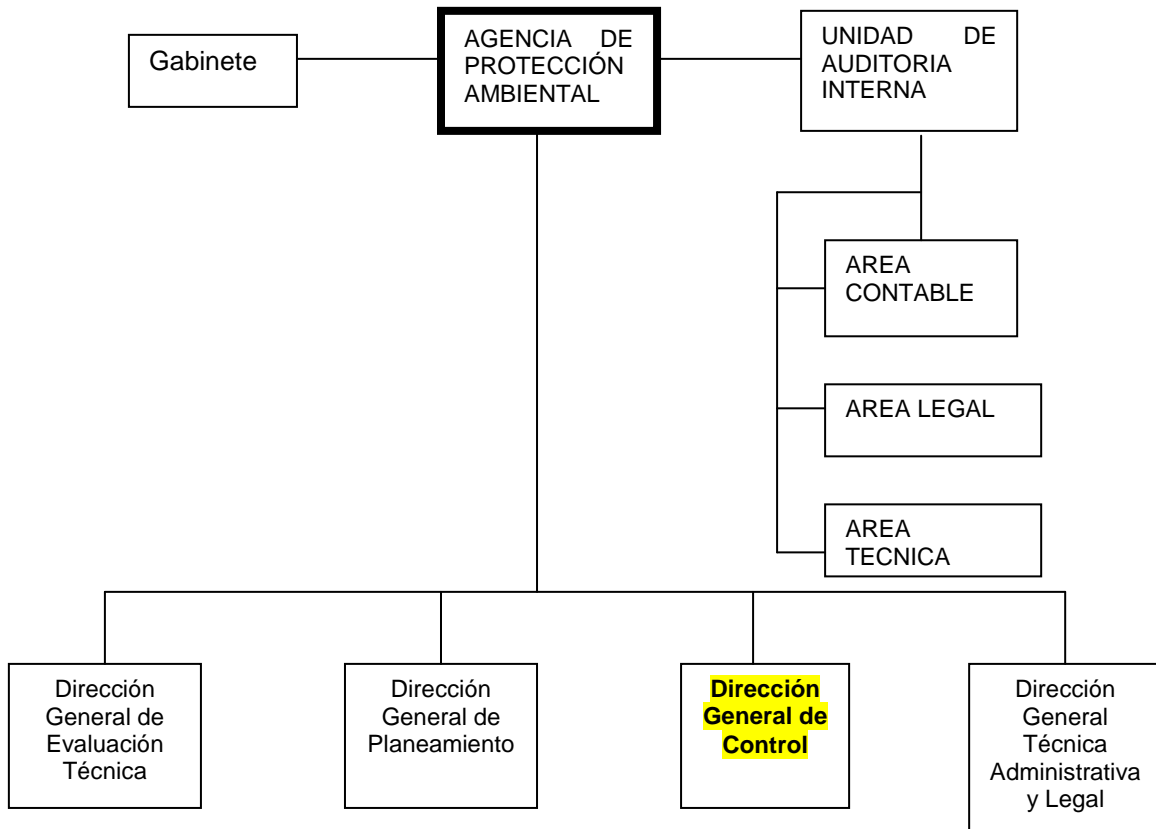 Gabinete
AGENCIA DE
PROTECCIÓN
AMBIENTAL
UNIDAD DE
AUDITORIA
INTERNA
AREA
CONTABLE
AREA LEGAL
AREA
TECNICA
Dirección
General de
Evaluación
Técnica
Dirección
General de
Planeamiento
Dirección
General de
Control
Dirección
General
Técnica
Administrativa
y Legal